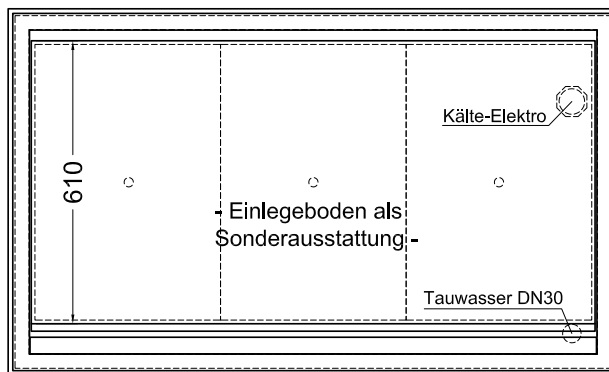 Kälte-Elektro
610
- Einlegeboden als
Sonderausstattung -
Tauwasser DN30